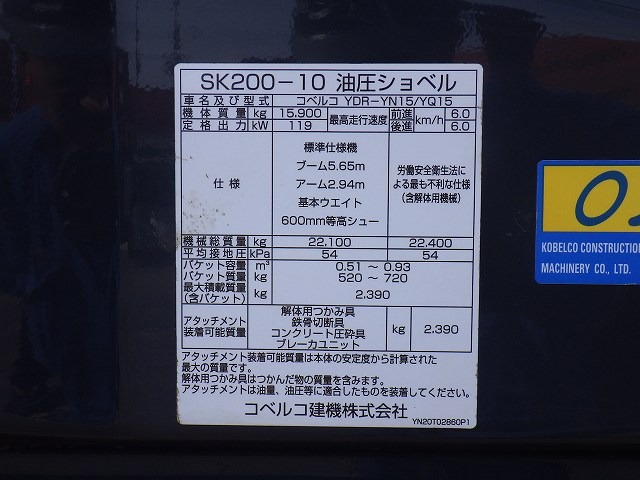 SK200-10 油圧ショベル
車名及び型式 コベルコ YDR-YN15/YQ15
機体質量 kg 15,900 最高走行速度 前進 km/h 6.0
定格出力 kW 119 後進 6.0
仕様 標準仕様機
ブーム5.65m
アーム2.94m
基本ウエイト
600mm等高シュー
労働安全衛生法に
よる最も不利な仕様
(含解体用機械)
機械総質量 kg 22,100 22,400
平均接地圧 kPa 54 54
バケット容量 m³ 0.51 ～ 0.93
バケット質量 kg 520 ～ 720
最大積載質量
(含バケット) kg 2,390
アタッチメント
装着可能質量
解体用つかみ具
鉄骨切断具
コンクリート圧砕具
ブレーカユニット
kg 2,390
アタッチメント装着可能質量は本体の安定度から計算された
最大の質量です。
解体用つかみ具はつかんだ物の質量を含みます。
アタッチメントは油量、油圧等に適合したものを装着してください。
コベルコ建機株式会社
YN20T02860P1
KOBELCO CONSTRUCTION
MACHINERY CO., LTD.